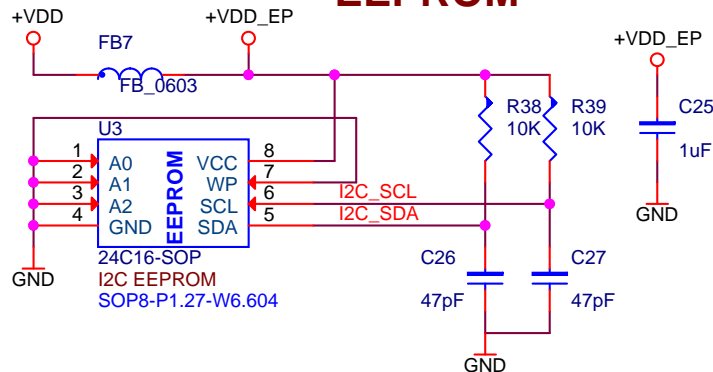 EEPROM
+VDD
+VDD_EP
FB7
FB_0603
+VDD_EP
R38
10K
R39
10K
C25
1uF
GND
U3
1 A0 VCC 8
2 A1 WP 7
3 A2 SCL 6
4 GND SDA 5
EEPROM
I2C_SCL
I2C_SDA
24C16-SOP
I2C EEPROM
SOP8-P1.27-W6.604
GND
C26
47pF
C27
47pF
GND